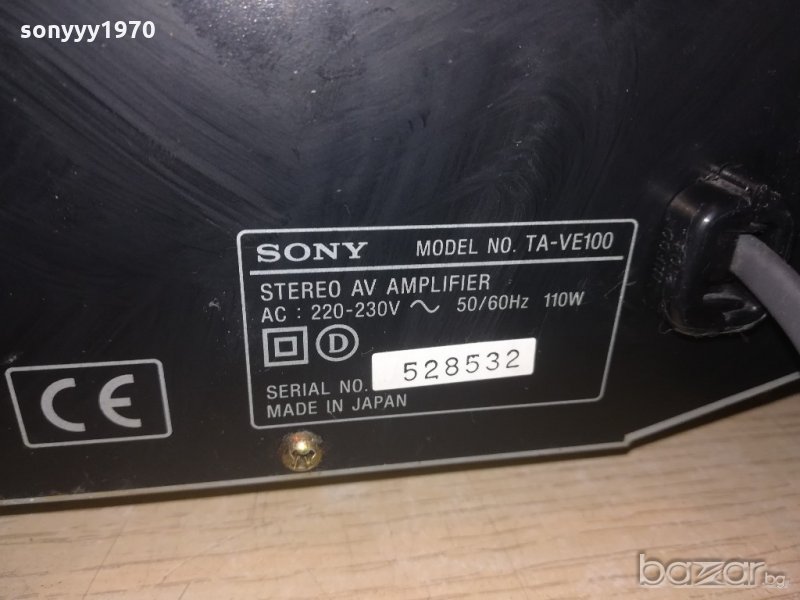 sonyyy1970
SONY MODEL NO. TA-VE100
STEREO AV AMPLIFIER
AC : 220-230V ~ 50/60Hz 110W
D
SERIAL NO. 528532
MADE IN JAPAN
CE
bazar.bg